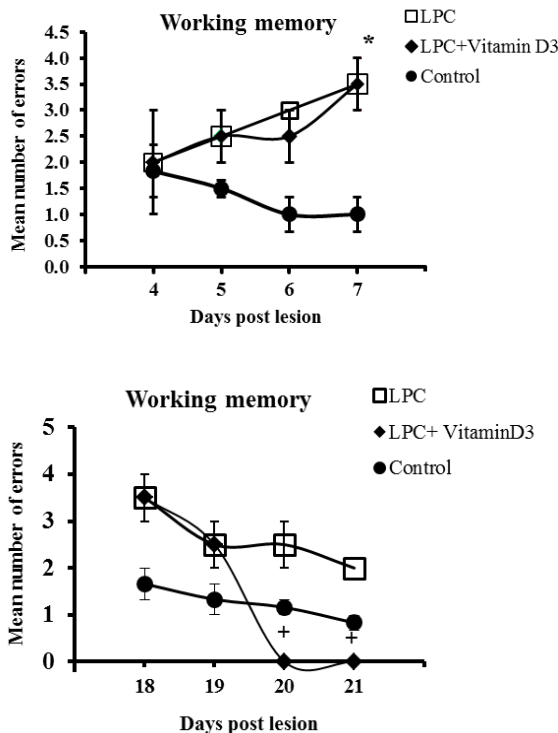 Working memory
LPC
LPC+Vitamin D3
Control
*
Mean number of errors
4.5
4.0
3.5
3.0
2.5
2.0
1.5
1.0
0.5
0.0
4 5 6 7
Days post lesion
Working memory
LPC
LPC+ VitaminD3
Control
Mean number of errors
5
4
3
2
1
0
+ +
18 19 20 21
Days post lesion